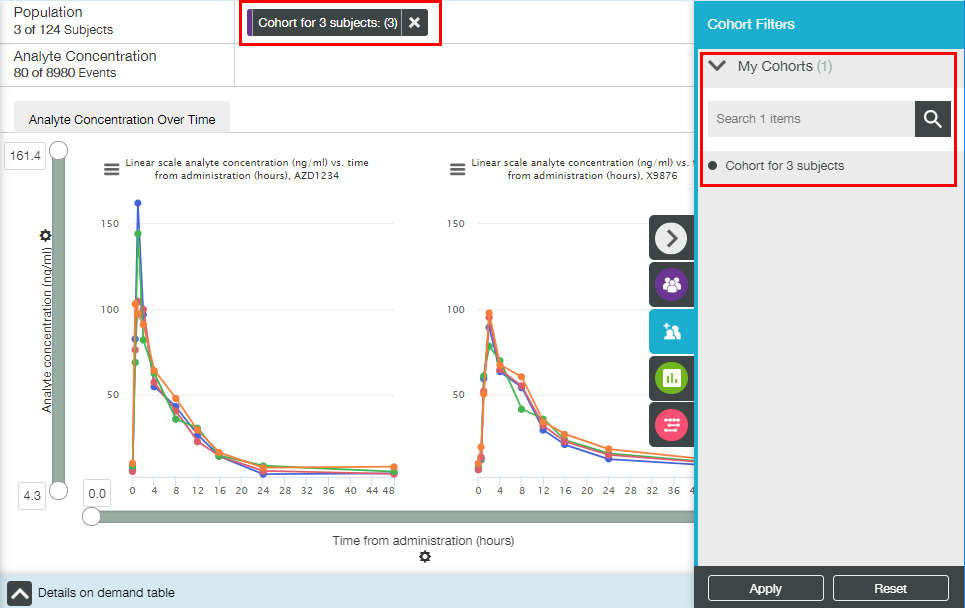 Population
3 of 124 Subjects
Cohort for 3 subjects: (3)
Analyte Concentration
80 of 8980 Events
Analyte Concentration Over Time
161.4
4.3
Analyte concentration (ng/ml)
Linear scale analyte concentration (ng/ml) vs. time
from administration (hours), AZD1234
150
100
50
0 4 8 12 16 20 24 28 32 36 40 44 48
Linear scale analyte concentration (ng/ml) vs.
from administration (hours), X9876
150
100
50
0 4 8 12 16 20 24 28 32 36
0.0
Time from administration (hours)
Details on demand table
Cohort Filters
My Cohorts (1)
Search 1 items
Cohort for 3 subjects
Apply
Reset